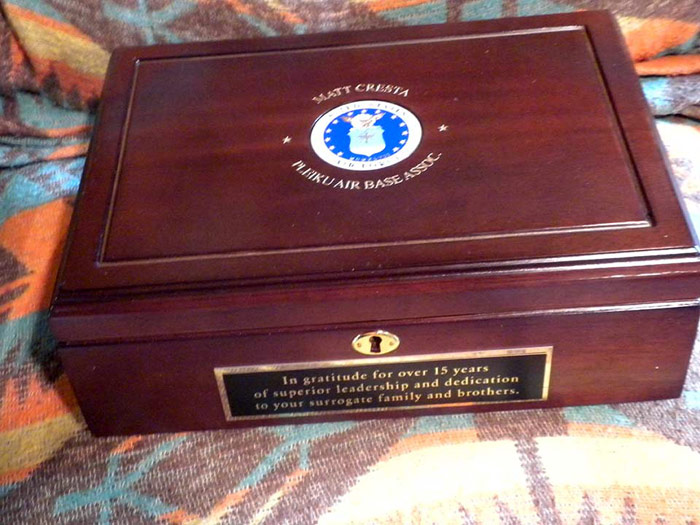 MATT CRESTA
PLEIKU AIR BASE ASSOC.
In gratitude for over 15 years
of superior leadership and dedication
to your surrogate family and brothers.